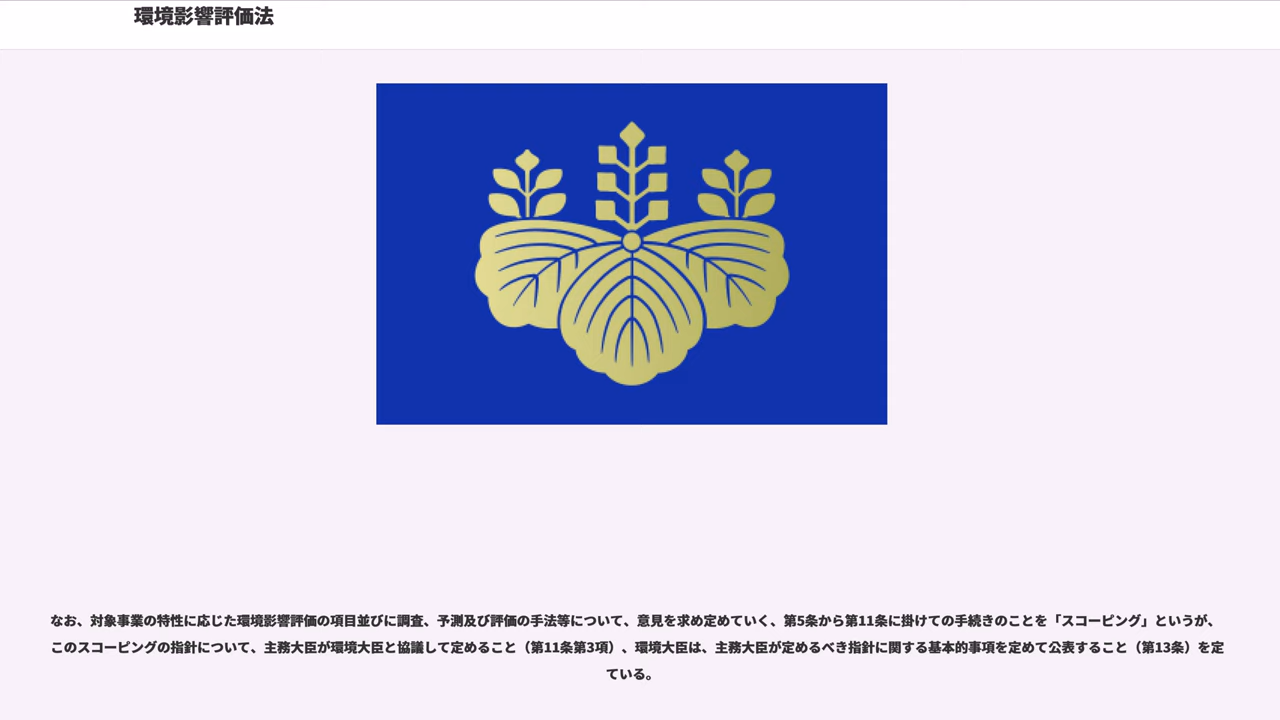 環境影響評価法
なお、対象事業の特性に応じた環境影響評価の項目並びに調査、予測及び評価の手法等について、意見を求め定めていく、第5条から第11条に掛けての手続きのことを「スコーピング」というが、
このスコーピングの指針について、主務大臣が環境大臣と協議して定めること（第11条第3項）、環境大臣は、主務大臣が定めるべき指針に関する基本的事項を定めて公表すること（第13条）を定
ている。